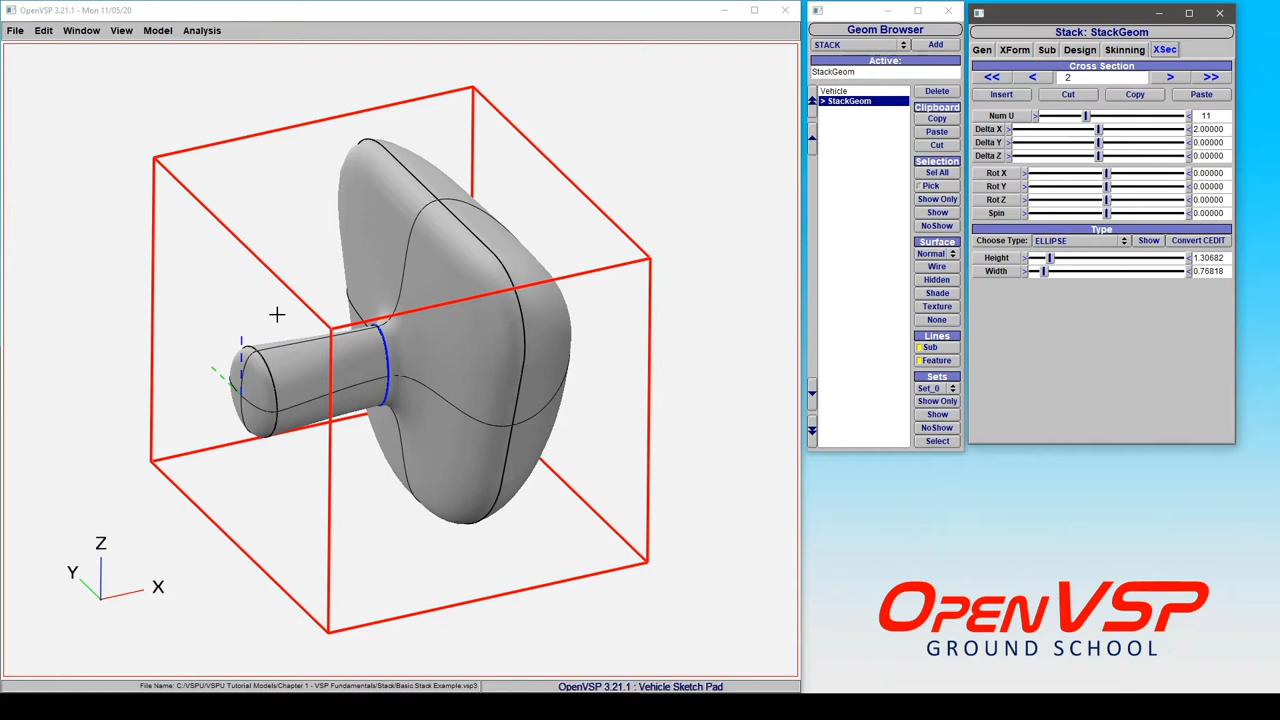 OpenVSP 3.21.1 - Mon 11/05/20
File Edit Window View Model Analysis
Z
Y
X
File Name: C:/VSPU/VSPU Tutorial Models/Chapter 1 - VSP Fundamentals/Stack/Basic Stack Example.vsp3
OpenVSP 3.21.1 : Vehicle Sketch Pad
Geom Browser
STACK Add
Active:
StackGeom
Vehicle
> StackGeom
Delete
Clipboard
Copy
Paste
Cut
Selection
Sel All
Pick
Show Only
Show
NoShow
Surface
Normal
Wire
Hidden
Shade
Texture
None
Lines
Sub
Feature
Sets
Set_0
Show Only
Show
NoShow
Select
Stack: StackGeom
Gen XForm Sub Design Skinning XSec
Cross Section
<< < 2 > >>
Insert Cut Copy Paste
Num U > 11
Delta X > < 2.00000
Delta Y > < 0.00000
Delta Z > < 0.00000
Rot X > < 0.00000
Rot Y > < 0.00000
Rot Z > < 0.00000
Spin > < 0.00000
Type
Choose Type: ELLIPSE Show Convert CEDIT
Height > < 1.30682
Width > < 0.76818
OPENVSP
GROUND SCHOOL